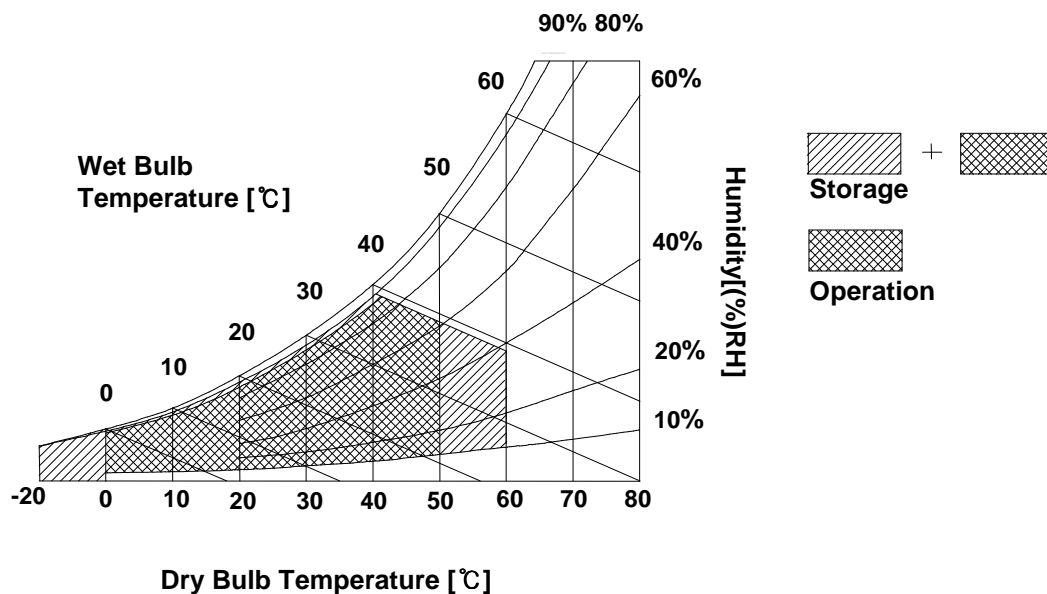 90% 80%
60
60%
50
Wet Bulb
Temperature [℃]
40
40%
30
20
20%
10
10%
0
Humidity[(%)RH]
-20 0 10 20 30 40 50 60 70 80
Dry Bulb Temperature [℃]
+
Storage
Operation